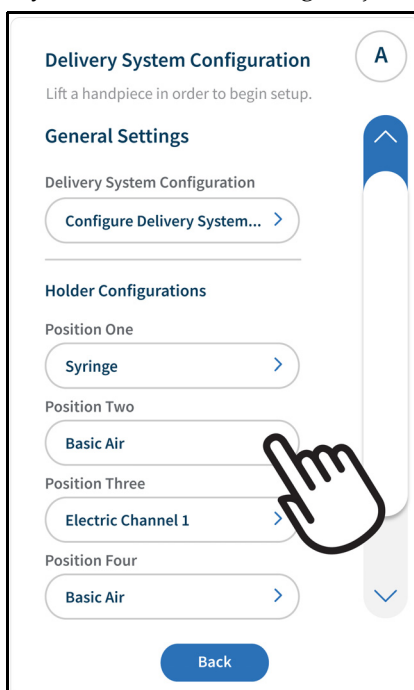 Delivery System Configuration
A
Lift a handpiece in order to begin setup.
General Settings
Delivery System Configuration
Configure Delivery System...
Holder Configurations
Position One
Syringe
Position Two
Basic Air
Position Three
Electric Channel 1
Position Four
Basic Air
Back